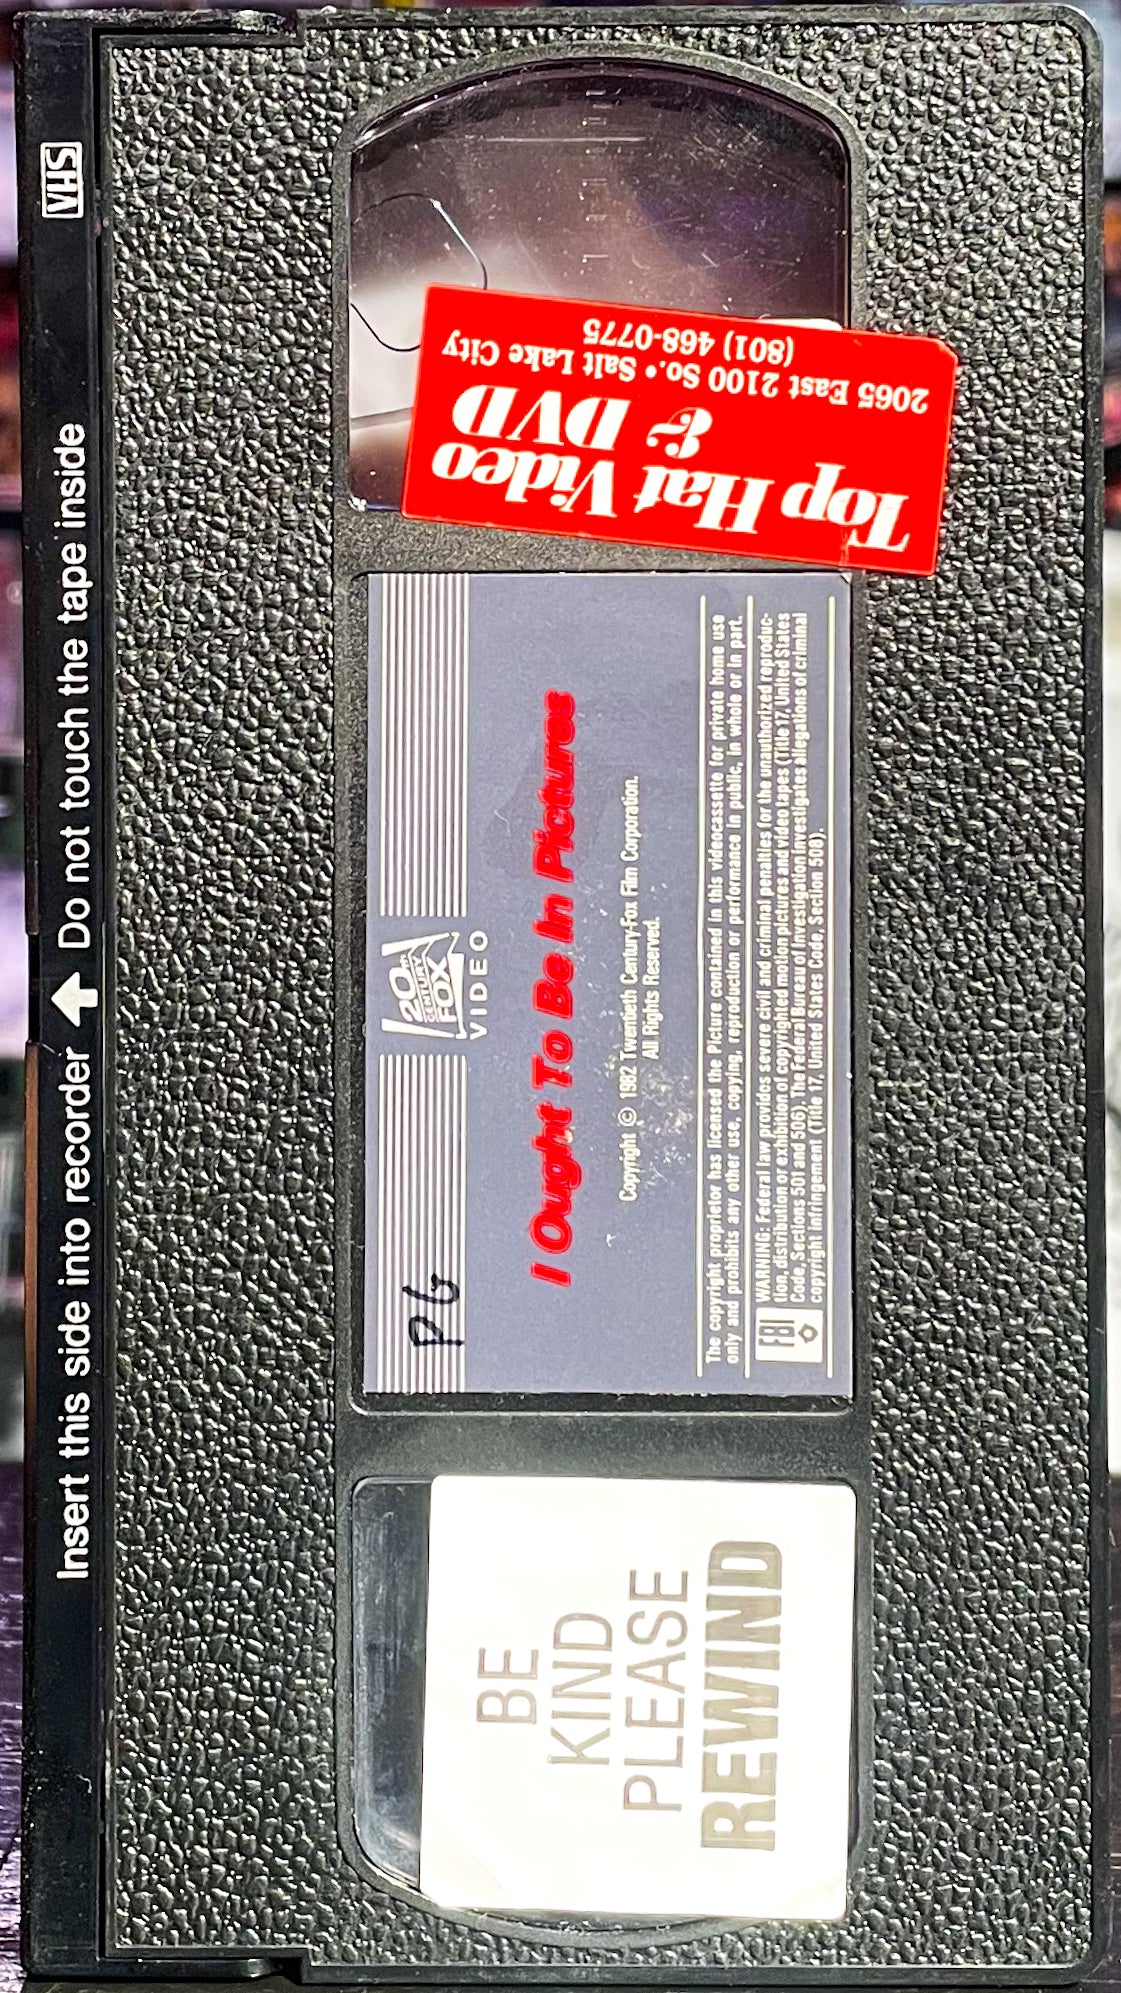 Insert this side into recorder Do not touch the tape inside
VHS
BE
KIND
PLEASE
REWIND
PG
20TH
CENTURY
FOX
VIDEO
I Ought To Be In Pictures
Copyright © 1982 Twentieth Century-Fox Film Corporation.
All Rights Reserved.
The copyright proprietor has licensed the Picture contained in this videocassette for private home use
only and prohibits any other use, copying, reproduction or performance in public, in whole or in part.
FBI
WARNING: Federal law provides severe civil and criminal penalties for the unauthorized reproduc-
tion, distribution or exhibition of copyrighted motion pictures and video tapes (Title 17, United States
Code, Sections 501 and 506). The Federal Bureau of Investigation investigates allegations of criminal
copyright infringement (Title 17, United States Code, Section 508).
Top Hat Video
& DVD
2065 East 2100 So. • Salt Lake City
(801) 468-0775